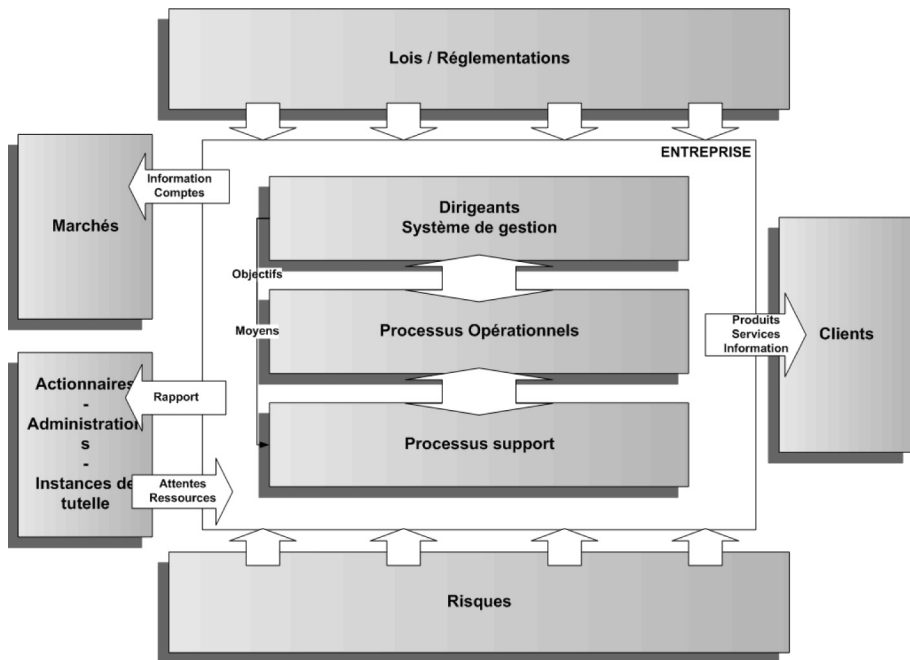 Lois / Réglementations
ENTREPRISE
Information
Comptes
Marchés
Dirigeants
Système de gestion
Objectifs
Moyens
Processus Opérationnels
Produits
Services
Information
Clients
Actionnaires
-
Administration
s
-
Instances de
tutelle
Rapport
Attentes
Ressources
Processus support
Risques